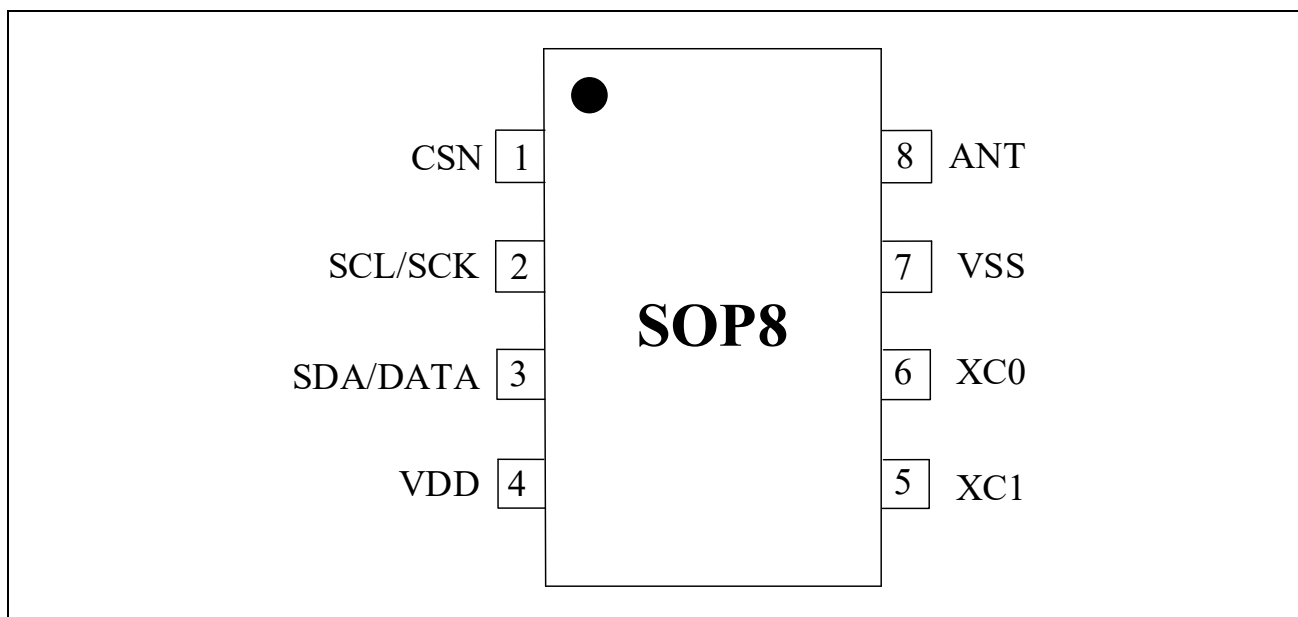 CSN 1
8 ANT
SCL/SCK 2
7 VSS
SOP8
SDA/DATA 3
6 XC0
VDD 4
5 XC1